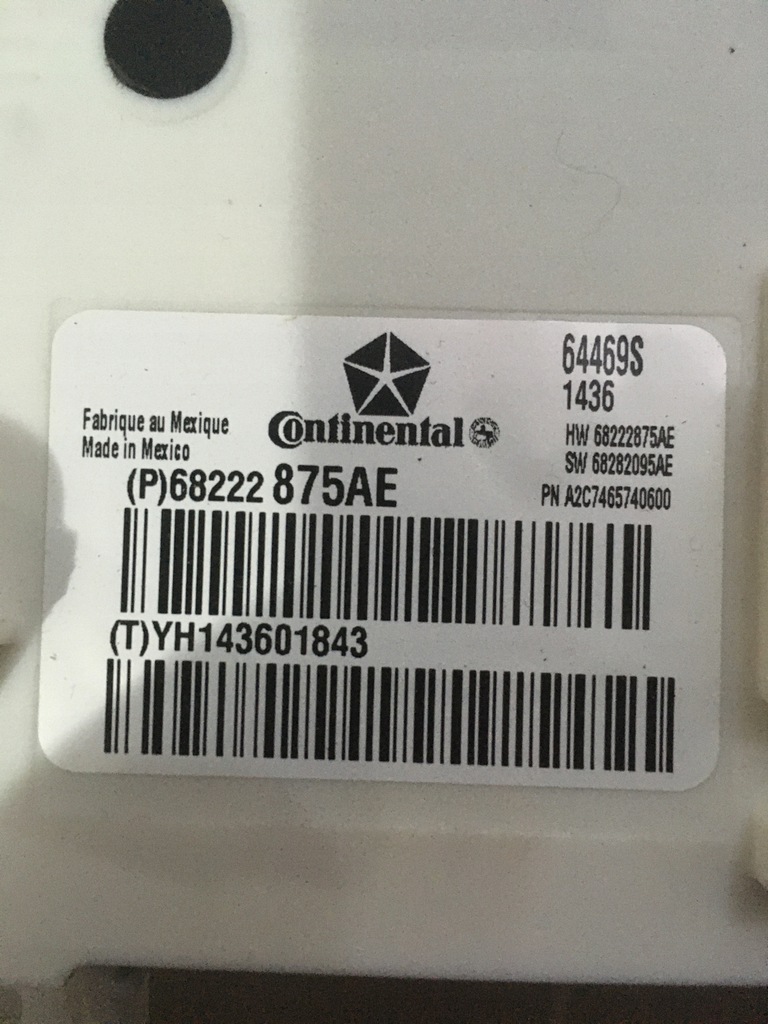 64469S
1436
Fabrique au Mexique
Made in Mexico
Continental
HW 68222875AE
SW 68282095AE
PN A2C7465740600
(P)68222 875AE
(T)YH143601843